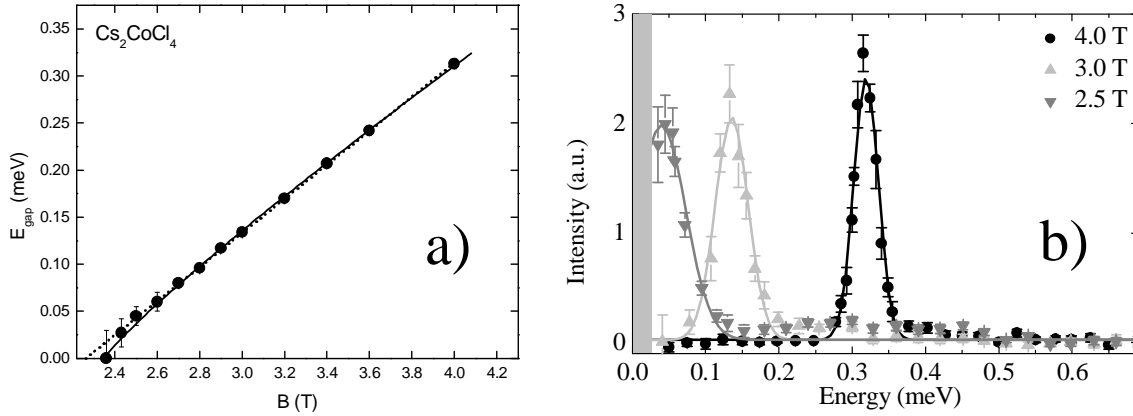 Cs₂CoCl₄
a)
E_gap (meV)
0.35
0.30
0.25
0.20
0.15
0.10
0.05
0.00
2.4 2.6 2.8 3.0 3.2 3.4 3.6 3.8 4.0 4.2
B (T)
4.0 T
3.0 T
2.5 T
b)
Intensity (a.u.)
3
2
1
0
0.0 0.1 0.2 0.3 0.4 0.5 0.6
Energy (meV)